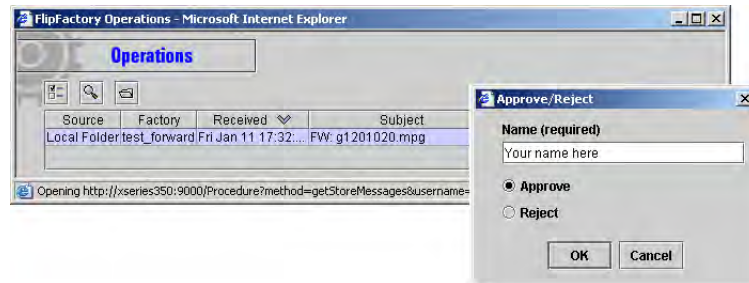 FlipFactory Operations - Microsoft Internet Explorer
Operations
Source Factory Received Subject
Local Folder test_forward Fri Jan 11 17:32:... FW: g1201020.mpg
Opening http://xseries350:9000/Procedure?method=getStoreMessages&username=
Approve/Reject
Name (required)
Your name here
Approve
Reject
OK Cancel